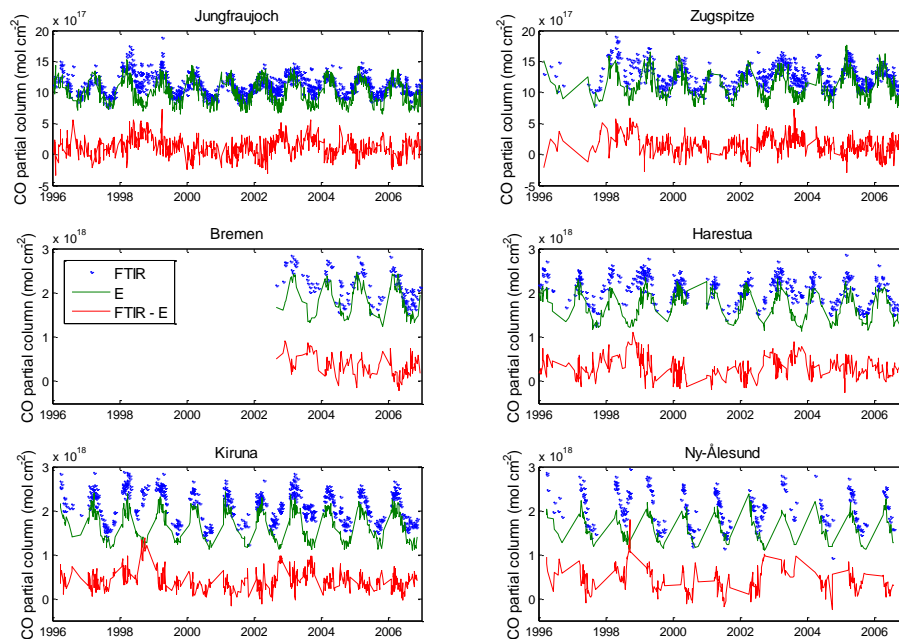 Jungfraujoch
x 10^17
CO partial column (mol cm^-2)
20
15
10
5
0
-5
1996 1998 2000 2002 2004 2006
Zugspitze
x 10^17
CO partial column (mol cm^-2)
20
15
10
5
0
-5
1996 1998 2000 2002 2004 2006
Bremen
x 10^18
CO partial column (mol cm^-2)
3
2
1
0
FTIR
E
FTIR - E
1996 1998 2000 2002 2004 2006
Harestua
x 10^18
CO partial column (mol cm^-2)
3
2
1
0
1996 1998 2000 2002 2004 2006
Kiruna
x 10^18
CO partial column (mol cm^-2)
3
2
1
0
1996 1998 2000 2002 2004 2006
Ny-Ålesund
x 10^18
CO partial column (mol cm^-2)
3
2
1
0
1996 1998 2000 2002 2004 2006